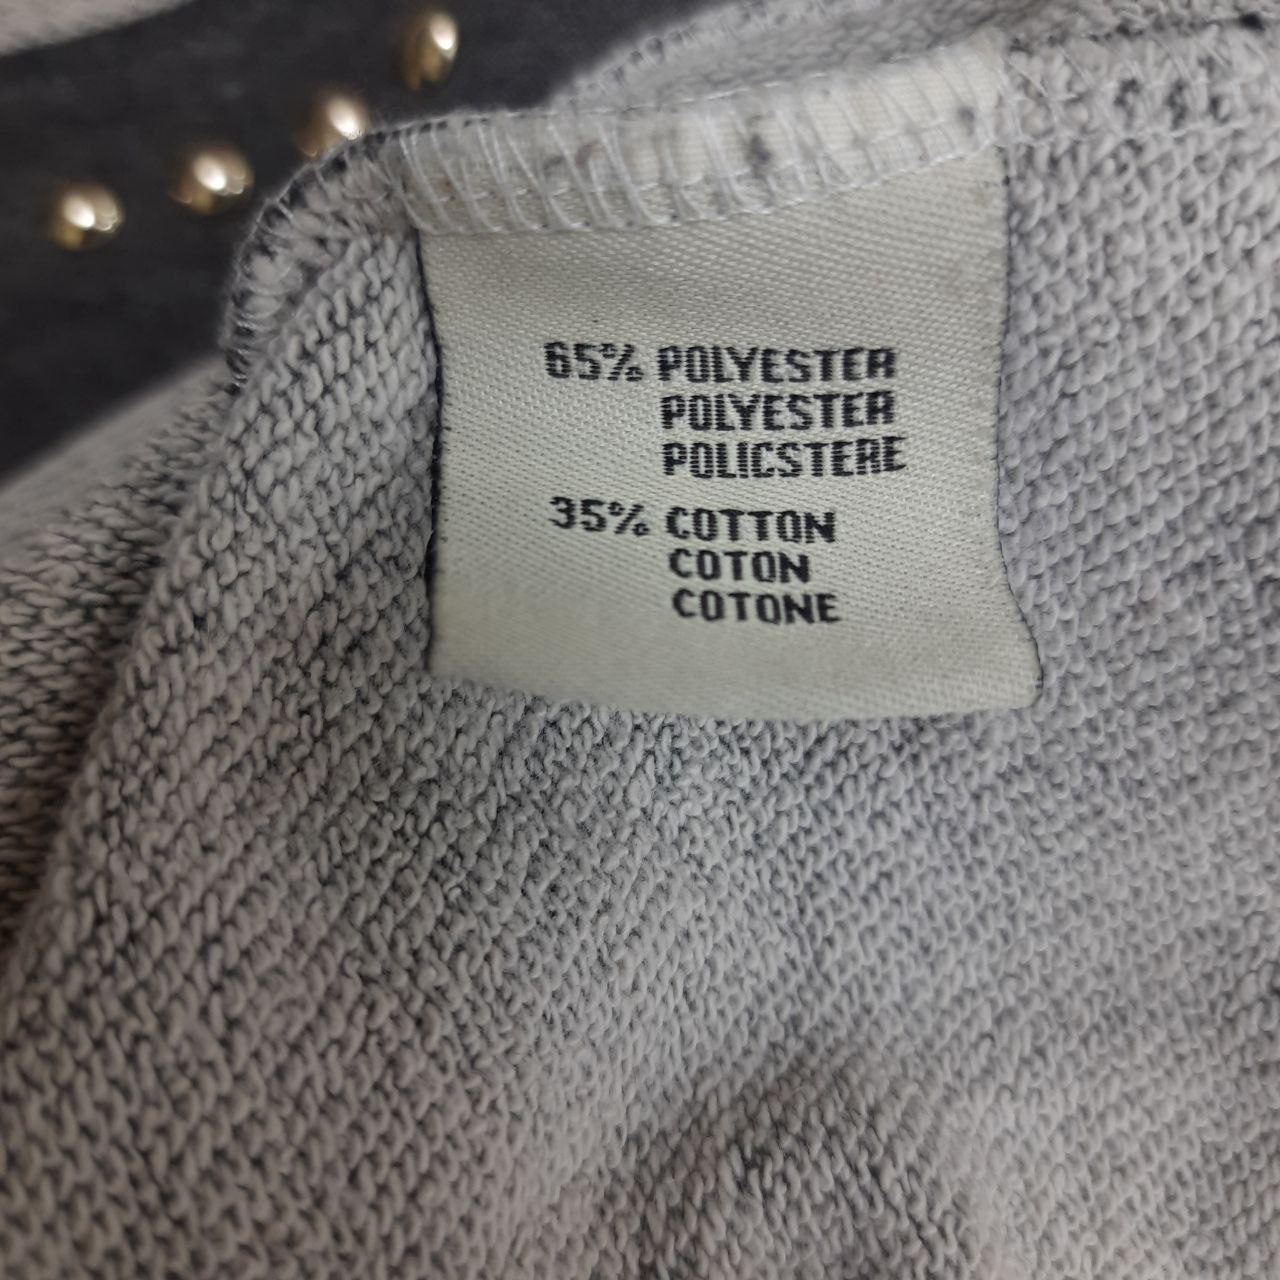 65% POLYESTER
POLYESTER
POLICSTERE
35% COTTON
COTON
COTONE